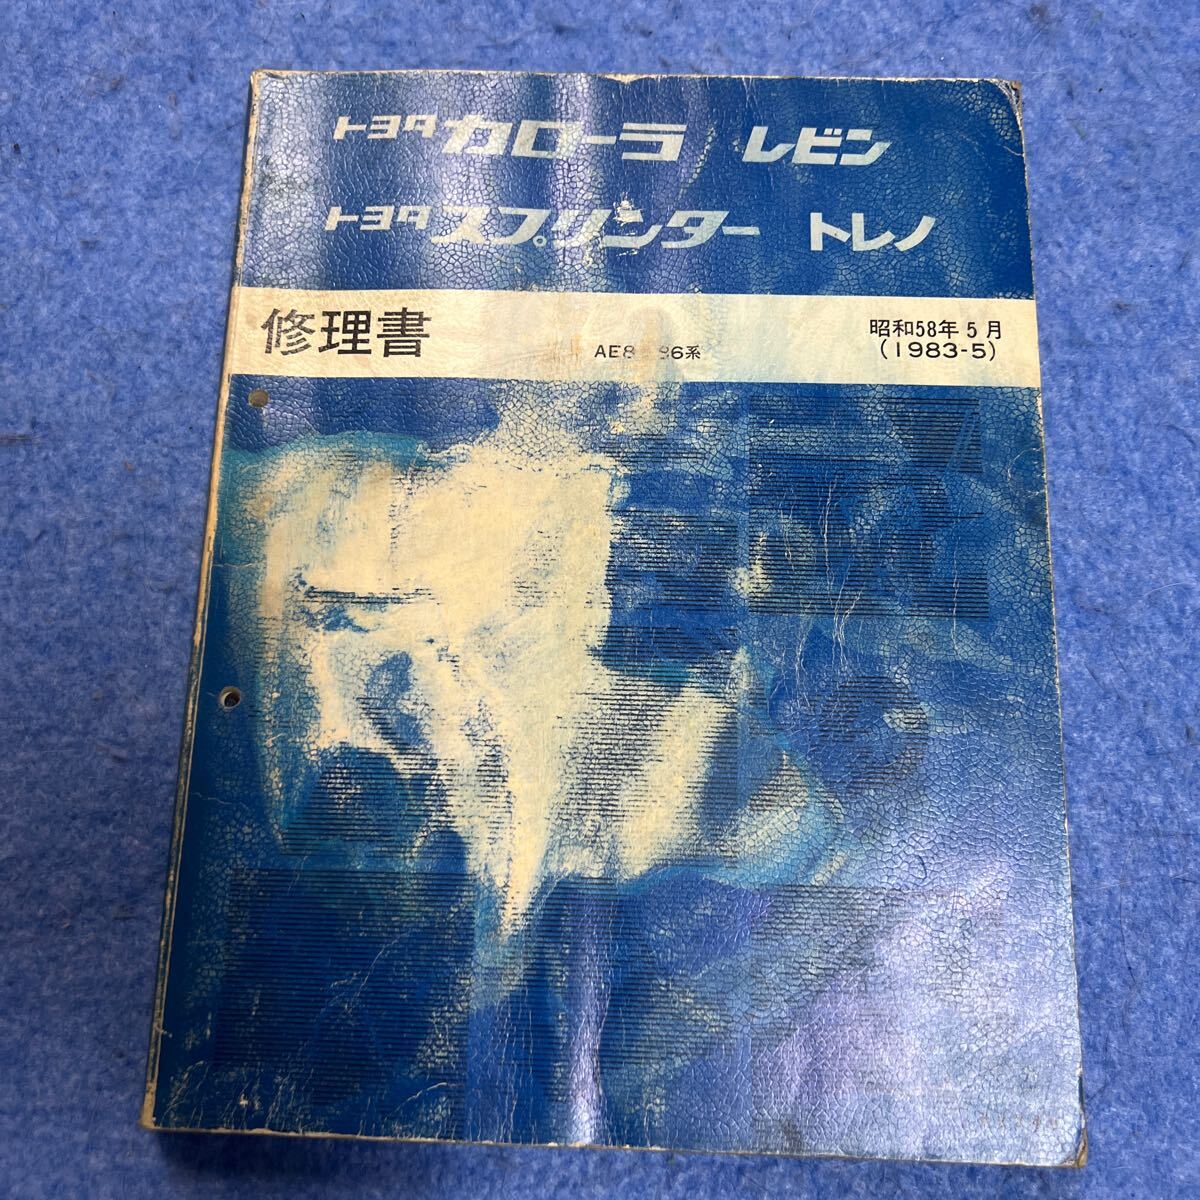 トヨタ カローラ レビン
トヨタ スプリンター トレノ
修理書
AE8 86系
昭和58年5月
(1983-5)